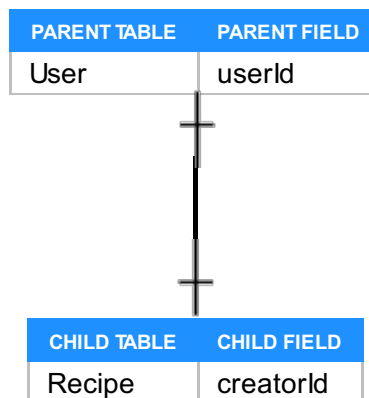 PARENT TABLE PARENT FIELD
User userId
CHILD TABLE CHILD FIELD
Recipe creatorId